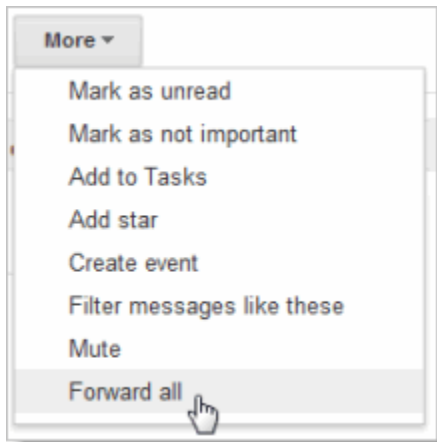 More
Mark as unread
Mark as not important
Add to Tasks
Add star
Create event
Filter messages like these
Mute
Forward all